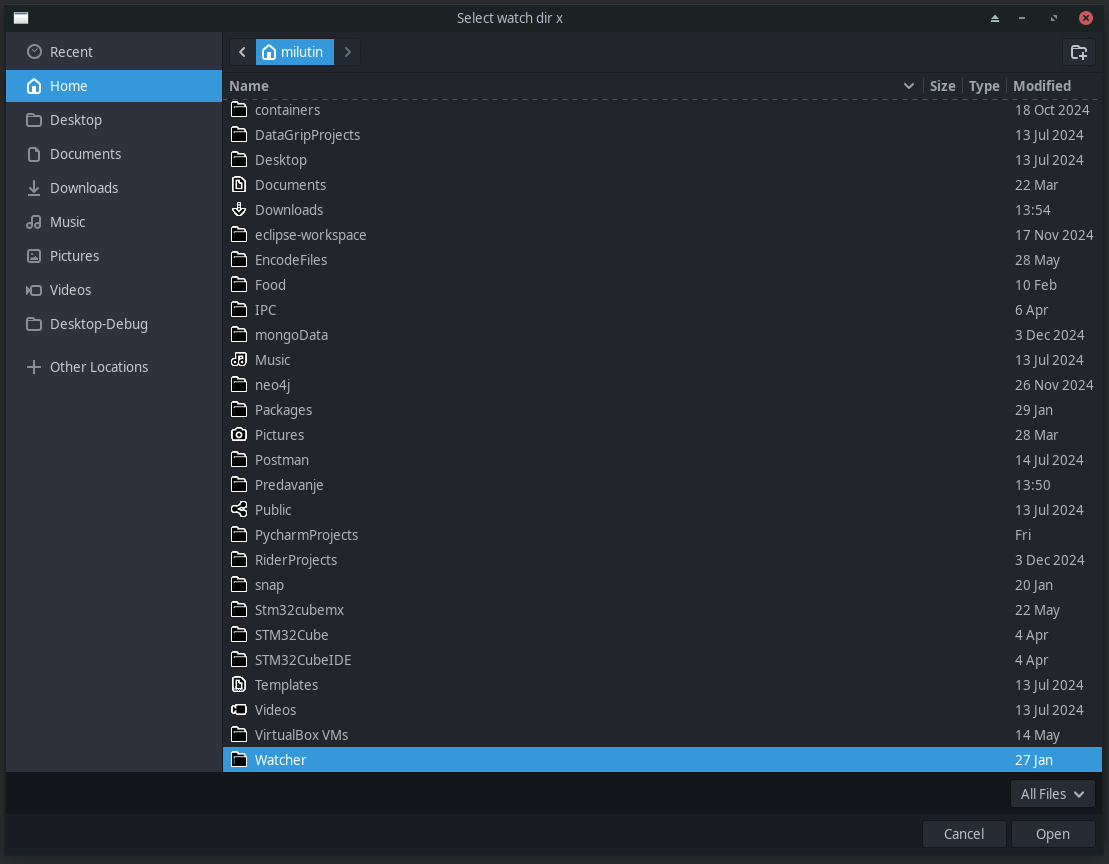 Select watch dir x
Recent
Home
Desktop
Documents
Downloads
Music
Pictures
Videos
Desktop-Debug
Other Locations
milutin
Name Size Type Modified
containers 18 Oct 2024
DataGripProjects 13 Jul 2024
Desktop 13 Jul 2024
Documents 22 Mar
Downloads 13:54
eclipse-workspace 17 Nov 2024
EncodeFiles 28 May
Food 10 Feb
IPC 6 Apr
mongoData 3 Dec 2024
Music 13 Jul 2024
neo4j 26 Nov 2024
Packages 29 Jan
Pictures 28 Mar
Postman 14 Jul 2024
Predavanje 13:50
Public 13 Jul 2024
PycharmProjects Fri
RiderProjects 3 Dec 2024
snap 20 Jan
Stm32cubemx 22 May
STM32Cube 4 Apr
STM32CubeIDE 4 Apr
Templates 13 Jul 2024
Videos 13 Jul 2024
VirtualBox VMs 14 May
Watcher 27 Jan
All Files
Cancel Open